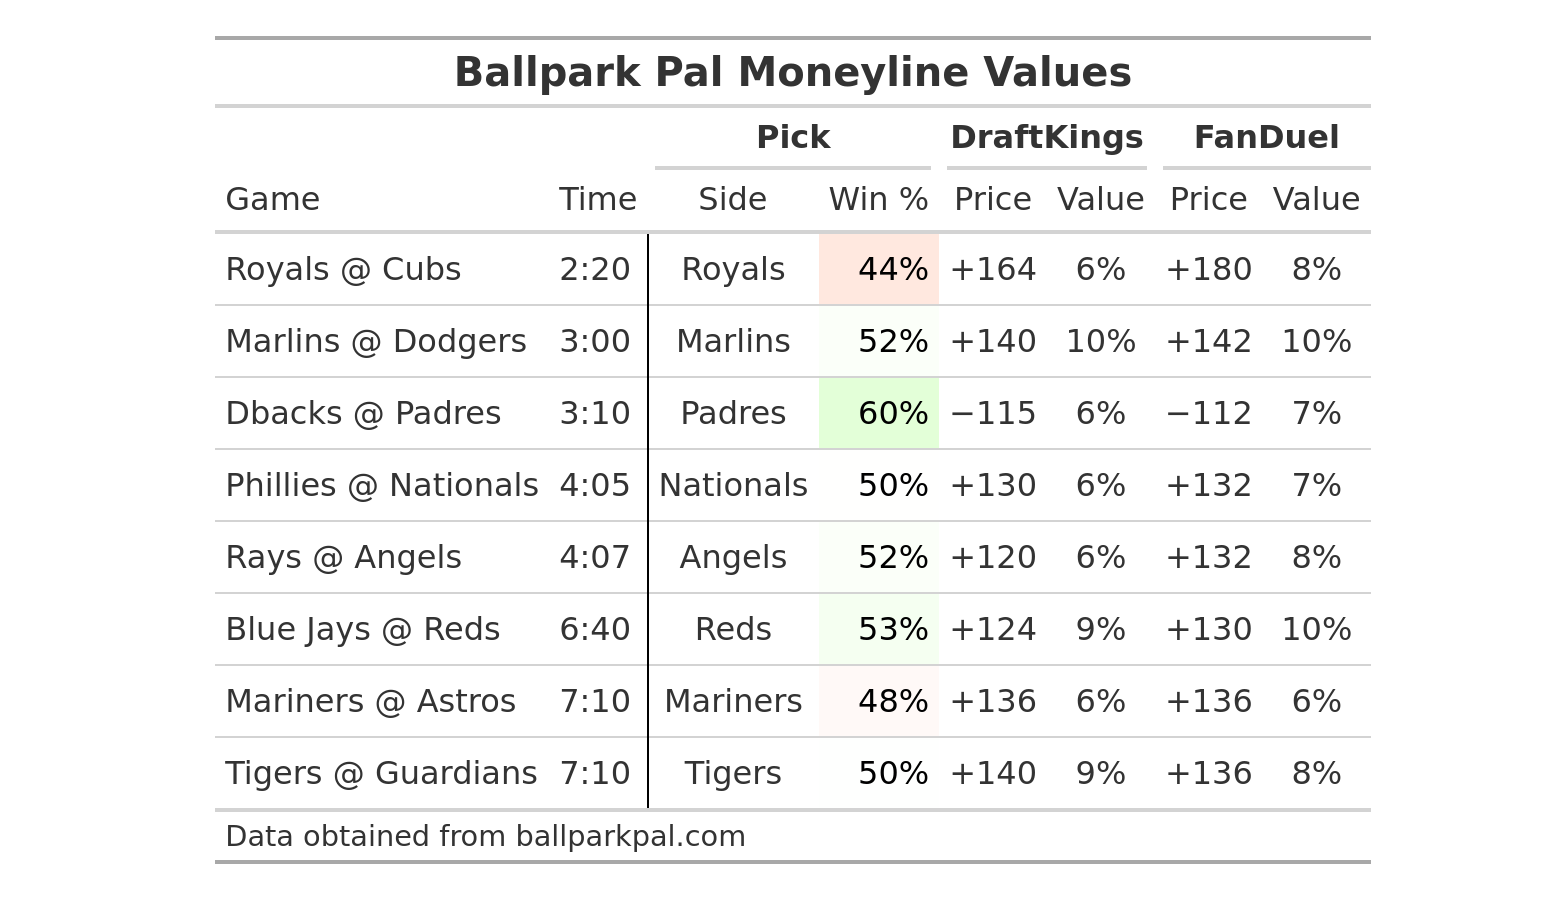 Ballpark Pal Moneyline Values
Pick DraftKings FanDuel
Game Time Side Win % Price Value Price Value
Royals @ Cubs 2:20 Royals 44% +164 6% +180 8%
Marlins @ Dodgers 3:00 Marlins 52% +140 10% +142 10%
Dbacks @ Padres 3:10 Padres 60% −115 6% −112 7%
Phillies @ Nationals 4:05 Nationals 50% +130 6% +132 7%
Rays @ Angels 4:07 Angels 52% +120 6% +132 8%
Blue Jays @ Reds 6:40 Reds 53% +124 9% +130 10%
Mariners @ Astros 7:10 Mariners 48% +136 6% +136 6%
Tigers @ Guardians 7:10 Tigers 50% +140 9% +136 8%
Data obtained from ballparkpal.com